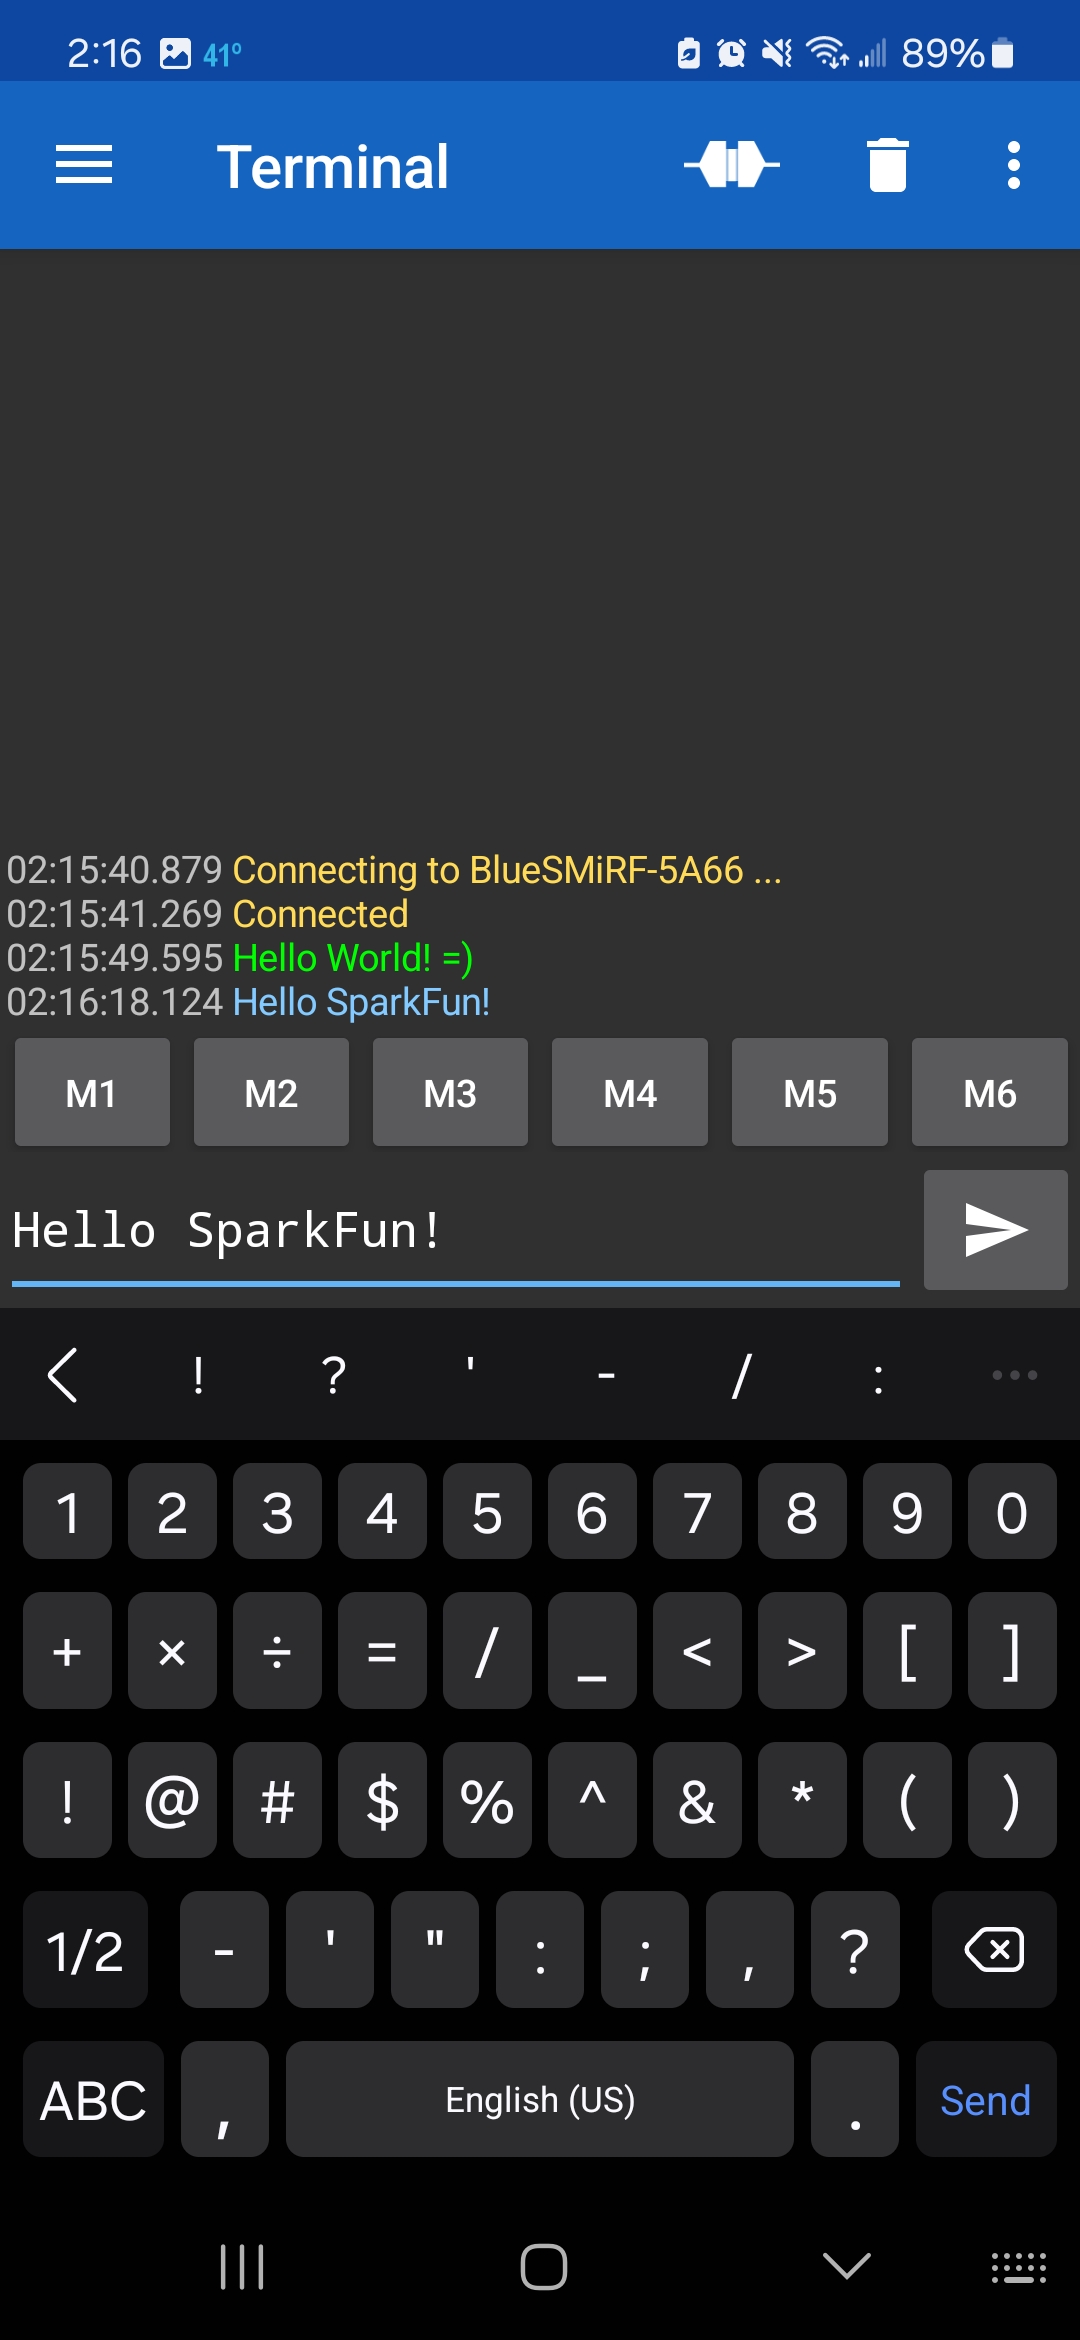 2:16 41° 89%
Terminal
02:15:40.879 Connecting to BlueSMiRF-5A66 ...
02:15:41.269 Connected
02:15:49.595 Hello World! =)
02:16:18.124 Hello SparkFun!
M1 M2 M3 M4 M5 M6
Hello SparkFun!
! ? ' - / :
1 2 3 4 5 6 7 8 9 0
+ × ÷ = / _ < > [ ]
! @ # $ % ^ & * ( )
1/2 - ' " : ; , ?
ABC , English (US) . Send